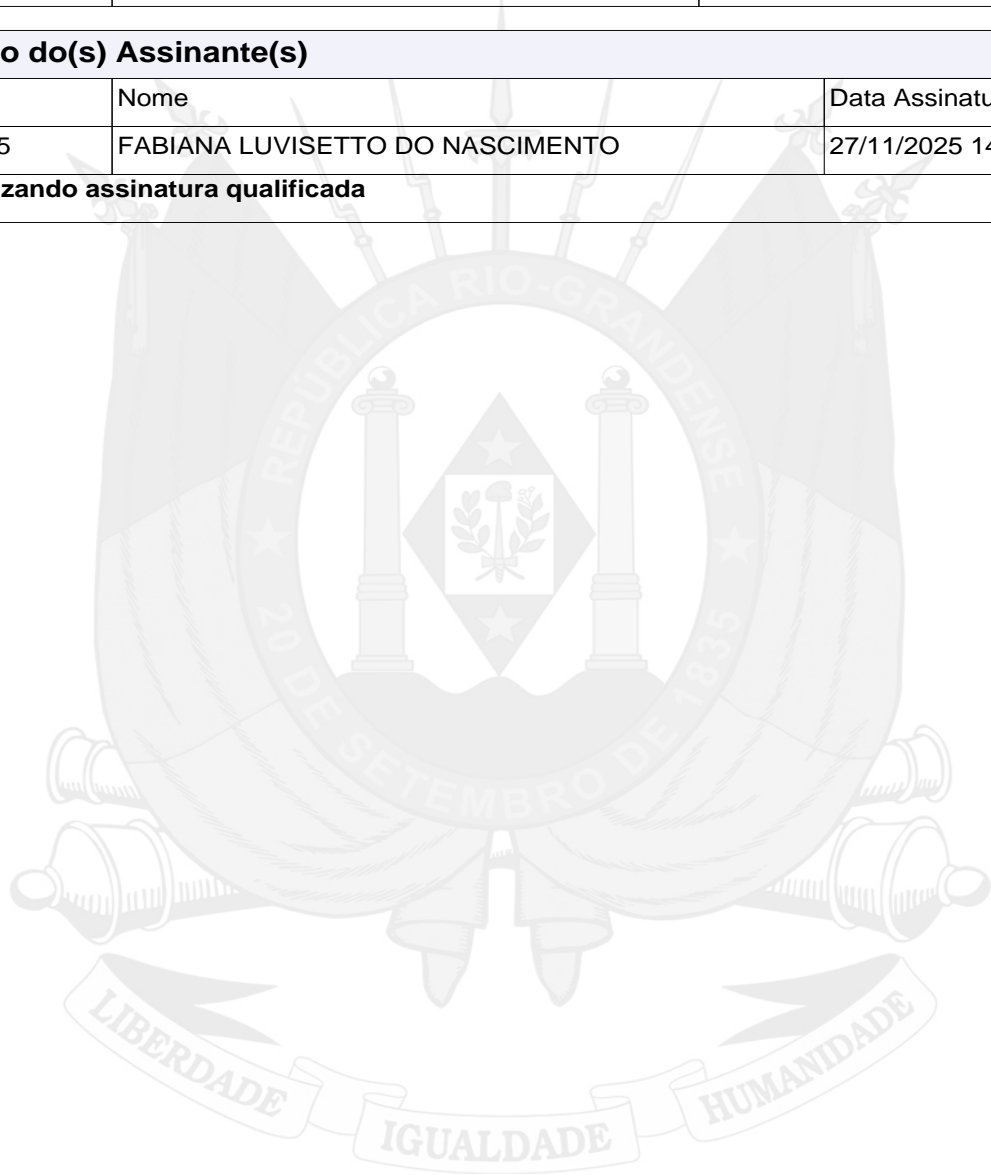 o do(s) Assinante(s)
Nome Data Assinatu
5 FABIANA LUVISETTO DO NASCIMENTO 27/11/2025 14
zando assinatura qualificada
REPÚBLICA RIO-GRANDENSE
20 DE SETEMBRO DE 1835
LIBERDADE IGUALDADE HUMANIDADE